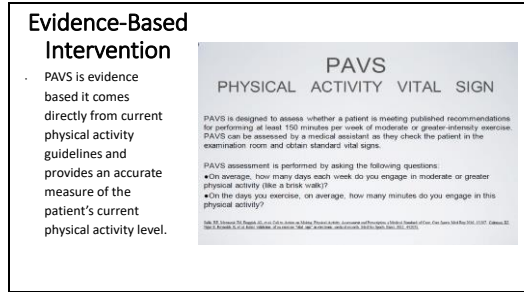 Evidence-Based
Intervention
PAVS is evidence
based it comes
directly from current
physical activity
guidelines and
provides an accurate
measure of the
patient's current
physical activity level.
PAVS
PHYSICAL ACTIVITY VITAL SIGN
PAVS is designed to assess whether a patient is meeting published recommendations
for performing at least 150 minutes per week of moderate or greater-intensity exercise.
PAVS can be assessed by a medical assistant as they check the patient in the
examination room and obtain standard vital signs.
PAVS assessment is performed by asking the following questions:
●On average, how many days each week do you engage in moderate or greater
physical activity (like a brisk walk)?
●On the days you exercise, on average, how many minutes do you engage in this
physical activity?